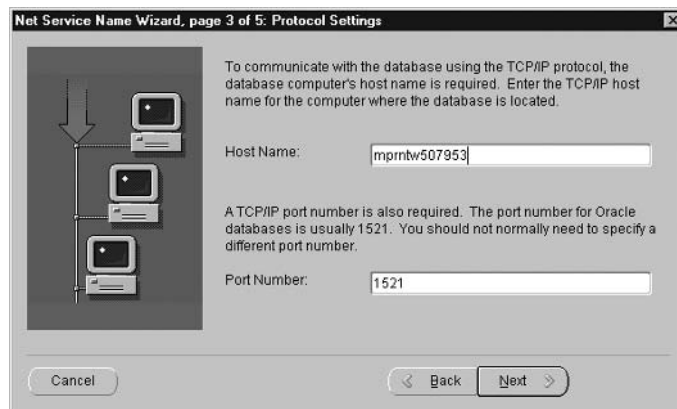 Net Service Name Wizard, page 3 of 5: Protocol Settings
To communicate with the database using the TCP/IP protocol, the
database computer's host name is required. Enter the TCP/IP host
name for the computer where the database is located.
Host Name:
mprntw507953
A TCP/IP port number is also required. The port number for Oracle
databases is usually 1521. You should not normally need to specify a
different port number.
Port Number:
1521
Cancel
Back
Next